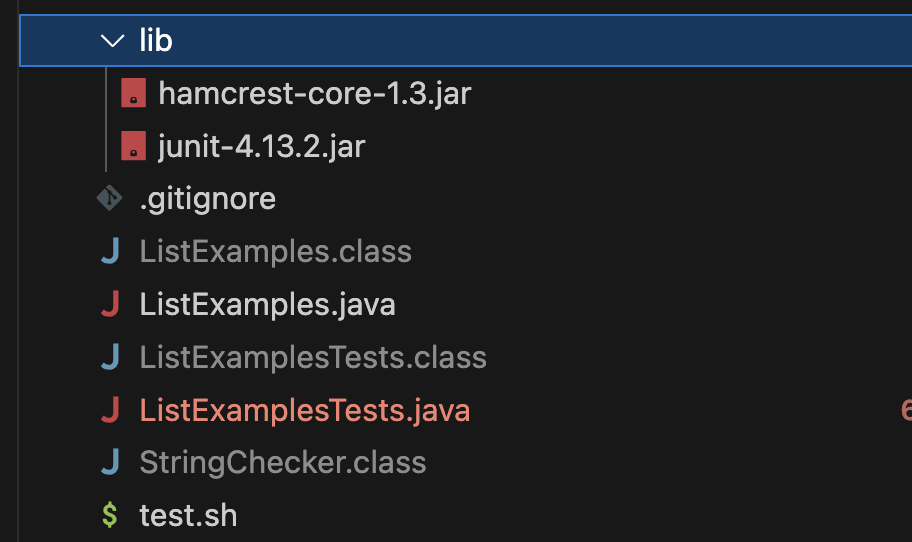 lib
hamcrest-core-1.3.jar
junit-4.13.2.jar
.gitignore
ListExamples.class
ListExamples.java
ListExamplesTests.class
ListExamplesTests.java 6
StringChecker.class
$ test.sh